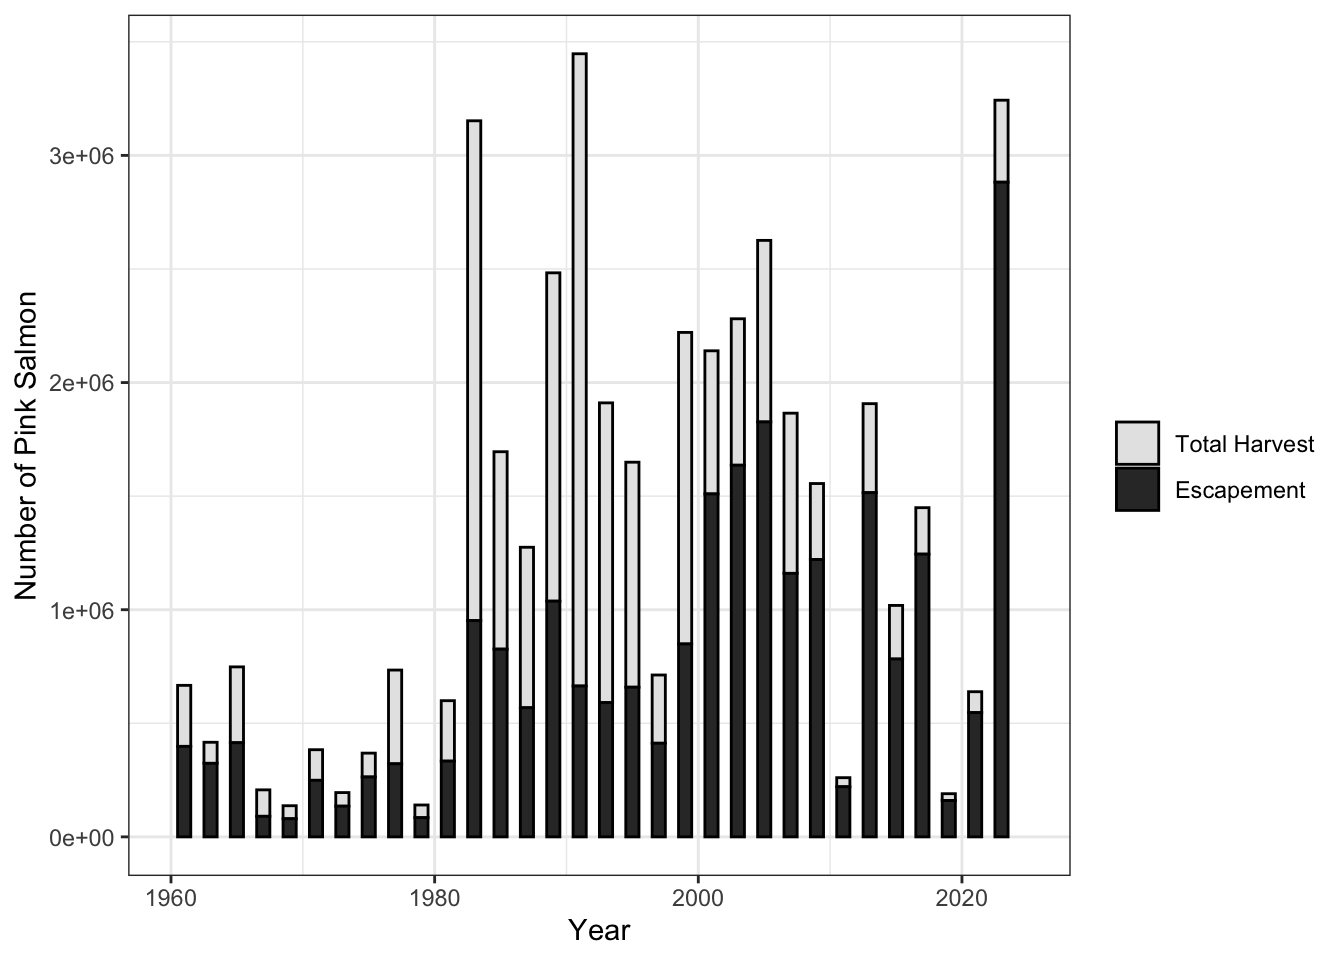 Number of Pink Salmon
3e+06
2e+06
1e+06
0e+00
1960
1980
2000
2020
Year
Total Harvest
Escapement